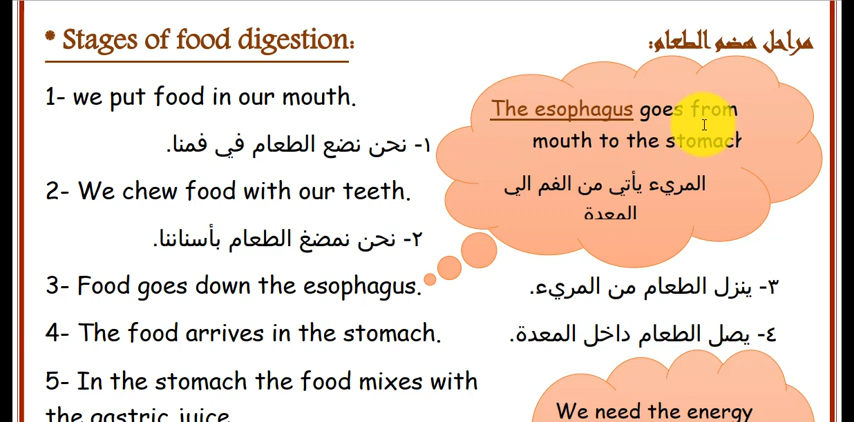 * Stages of food digestion:
مراحل هضم الطعام:
1- we put food in our mouth.
١- نحن نضع الطعام في فمنا.
The esophagus goes from
mouth to the stomach
المريء يأتي من الفم الي
المعدة
2- We chew food with our teeth.
٢- نحن نمضغ الطعام بأسناننا.
3- Food goes down the esophagus.
٣- ينزل الطعام من المريء.
4- The food arrives in the stomach.
٤- يصل الطعام داخل المعدة.
5- In the stomach the food mixes with
the gastric juice
We need the energy